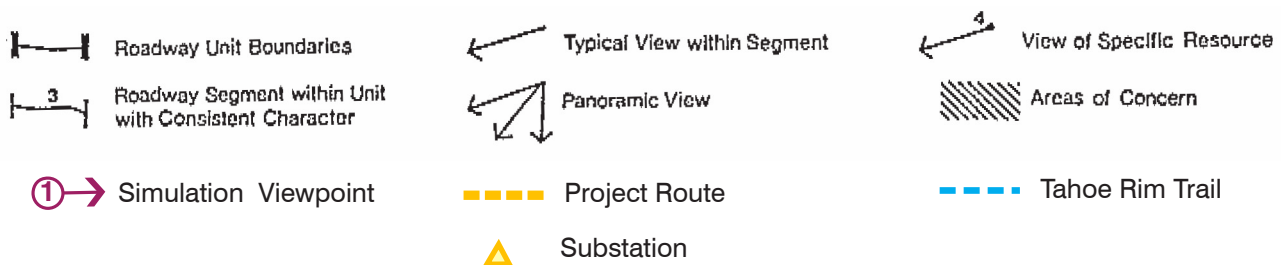 Roadway Unit Boundaries
3
Roadway Segment within Unit
with Consistent Character
Typical View within Segment
Panoramic View
4
View of Specific Resource
Areas of Concern
1
Simulation Viewpoint
Project Route
Tahoe Rim Trail
Substation